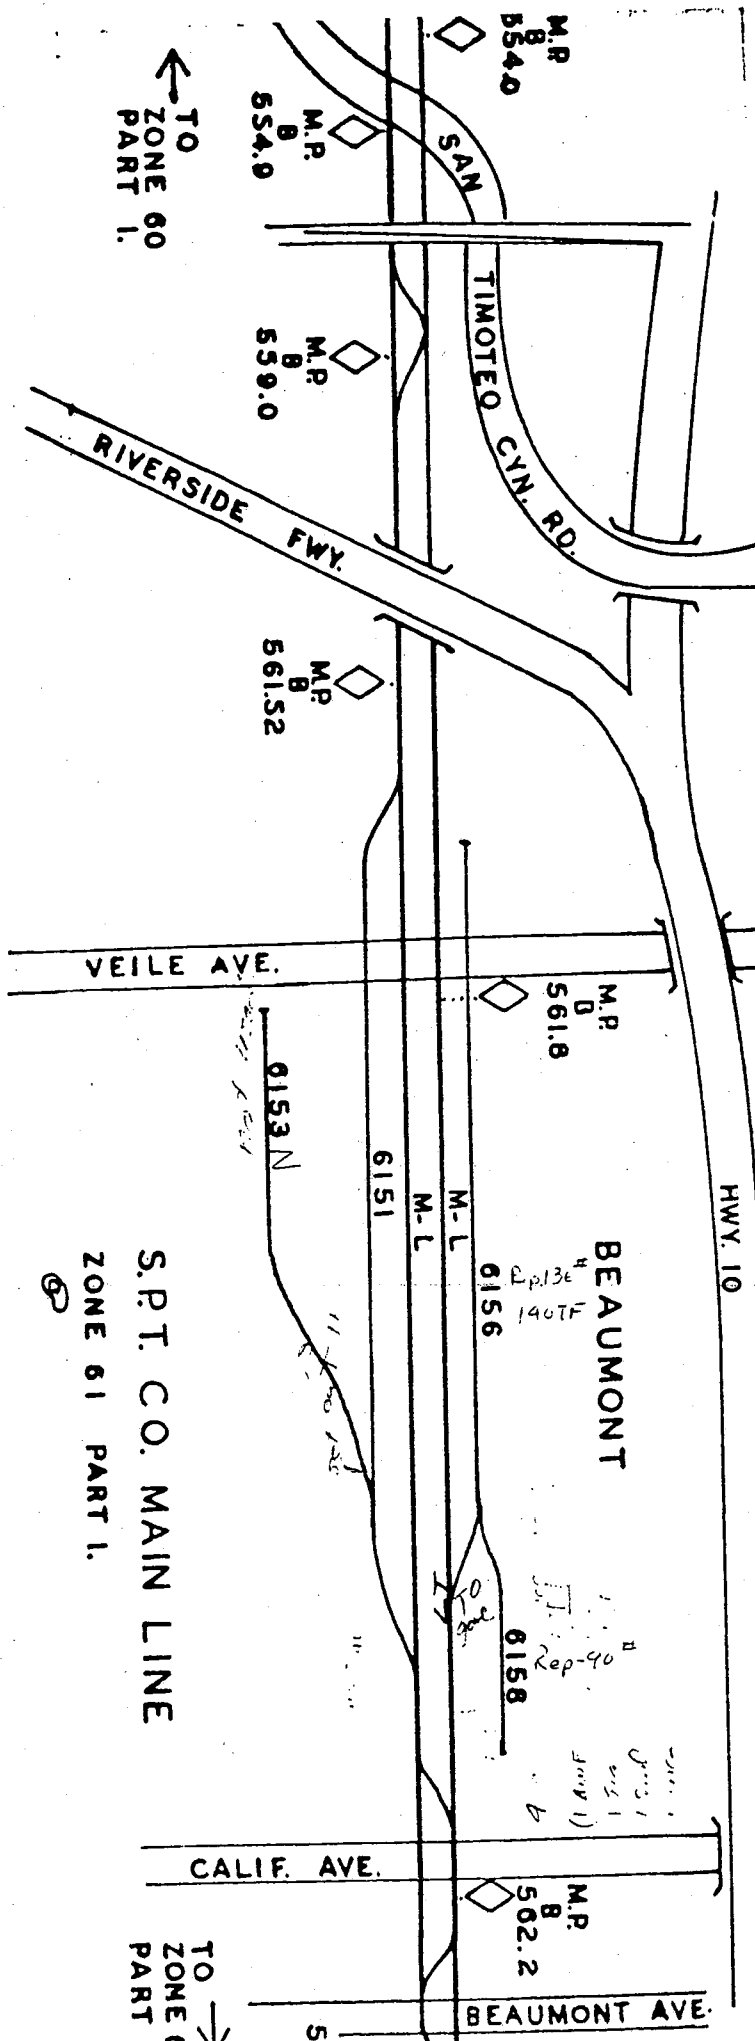 M.P.
B
554.0
SAN
M.P.
B
554.9
TO
ZONE 60
PART 1.
TIMOTEO CYN. RD.
M.P.
B
559.0
RIVERSIDE FWY.
M.P.
B
561.52
VEILE AVE.
M.P.
B
561.8
HWY. 10
6153 N
6151
M-L
M-L
6156
140TF
BEAUMONT
S.P.T. CO. MAIN LINE
ZONE 61 PART 1.
TO
6158
Rep-90#
CALIF. AVE.
M.P.
B
562.2
TO
ZONE
PART
BEAUMONT AVE.
5